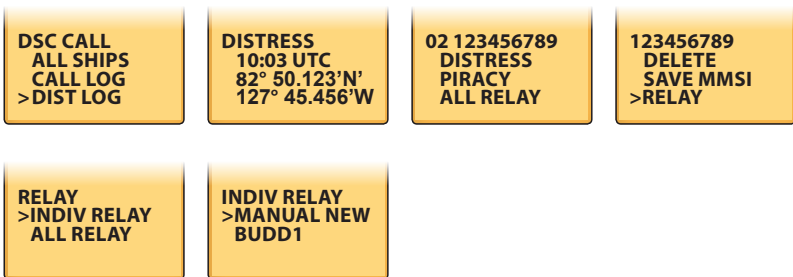 DSC CALL
ALL SHIPS
CALL LOG
>DIST LOG
DISTRESS
10:03 UTC
82° 50.123’N’
127° 45.456’W
02 123456789
DISTRESS
PIRACY
ALL RELAY
123456789
DELETE
SAVE MMSI
>RELAY
RELAY
>INDIV RELAY
ALL RELAY
INDIV RELAY
>MANUAL NEW
BUDD1